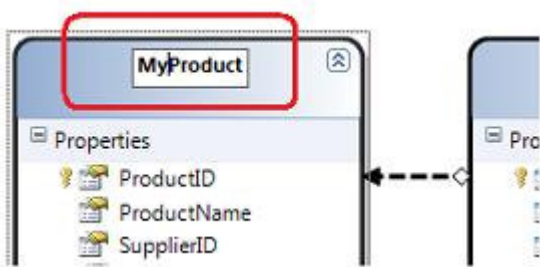 MyProduct
Properties
ProductID
ProductName
SupplierID
Pro